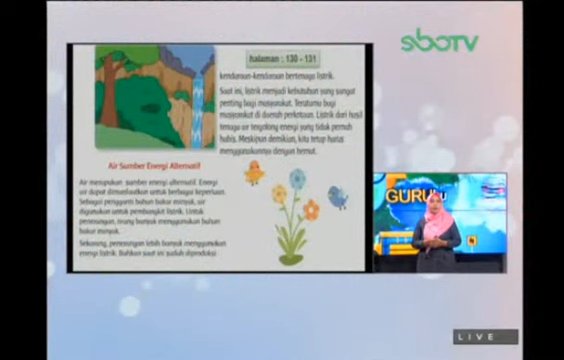 sboTV
halaman : 130 - 131
kendaraan-kendaraan bertenaga listrik.
Saat ini, listrik menjadi kebutuhan yang sangat
penting bagi masyarakat. Terutama bagi
masyarakat di daerah perkotaan. Listrik dari hasil
tenaga air tergolong energi yang tidak pernah
habis. Meskipun demikian, kita tetap harus
menggunakannya dengan hemat.
Air Sumber Energi Alternatif
Air merupakan sumber energi alternatif. Energi
air dapat dimanfaatkan untuk berbagai keperluan.
Sebagai pengganti bahan bakar minyak, air
digunakan untuk pembangkit listrik. Untuk
penerangan, orang banyak menggunakan bahan
bakar minyak.
Sekarang, penerangan lebih banyak menggunakan
energi listrik. Bahkan saat ini sudah diproduksi
GURU
LIVE